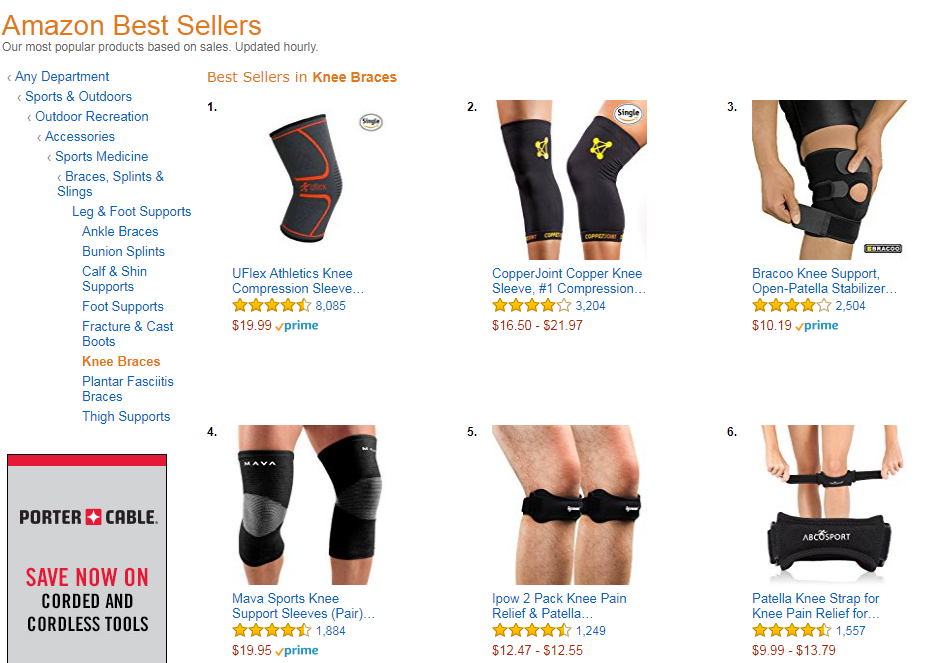 Amazon Best Sellers
Our most popular products based on sales. Updated hourly.
‹ Any Department
‹ Sports & Outdoors
‹ Outdoor Recreation
‹ Accessories
‹ Sports Medicine
‹ Braces, Splints &
Slings
Leg & Foot Supports
Ankle Braces
Bunion Splints
Calf & Shin
Supports
Foot Supports
Fracture & Cast
Boots
Knee Braces
Plantar Fasciitis
Braces
Thigh Supports
PORTER CABLE.
SAVE NOW ON
CORDED AND
CORDLESS TOOLS
Best Sellers in Knee Braces
1.
Single
uflex
UFlex Athletics Knee
Compression Sleeve…
8,085
$19.99 prime
2.
Single
COPPERJOINT
COPPERJOINT
CopperJoint Copper Knee
Sleeve, #1 Compression…
3,204
$16.50 - $21.97
3.
BRACOO
Bracoo Knee Support,
Open-Patella Stabilizer…
2,504
$10.19 prime
4.
MAVA
Mava Sports Knee
Support Sleeves (Pair)…
1,884
$19.95 prime
5.
Ipow 2 Pack Knee Pain
Relief & Patella…
1,249
$12.47 - $12.55
6.
ABCOSPORT
Patella Knee Strap for
Knee Pain Relief for…
1,557
$9.99 - $13.79